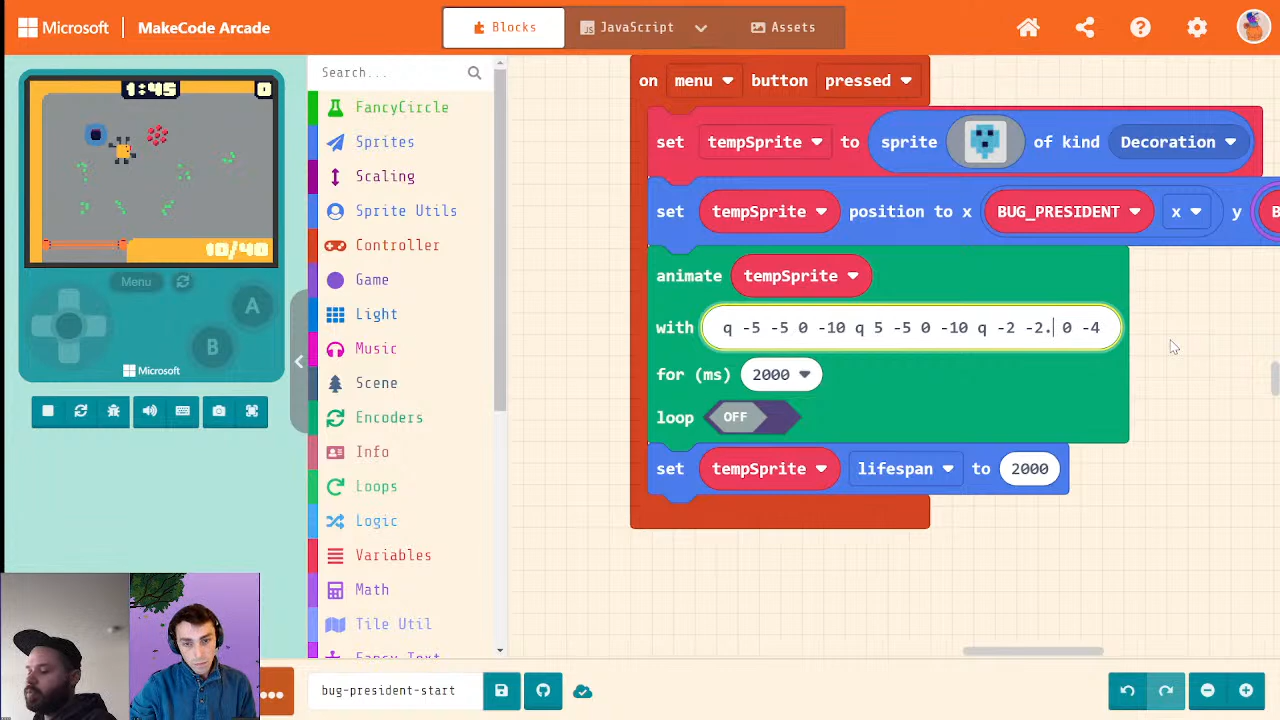 Microsoft | MakeCode Arcade
Blocks
JavaScript
Assets
1:45
0
10/40
Menu
A
B
Microsoft
Search...
FancyCircle
Sprites
Scaling
Sprite Utils
Controller
Game
Light
Music
Scene
Encoders
Info
Loops
Logic
Variables
Math
Tile Util
Fancy Text
on menu button pressed
set tempSprite to sprite of kind Decoration
set tempSprite position to x BUG_PRESIDENT x y
animate tempSprite
with q -5 -5 0 -10 q 5 -5 0 -10 q -2 -2. 0 -4
for (ms) 2000
loop OFF
set tempSprite lifespan to 2000
bug-president-start